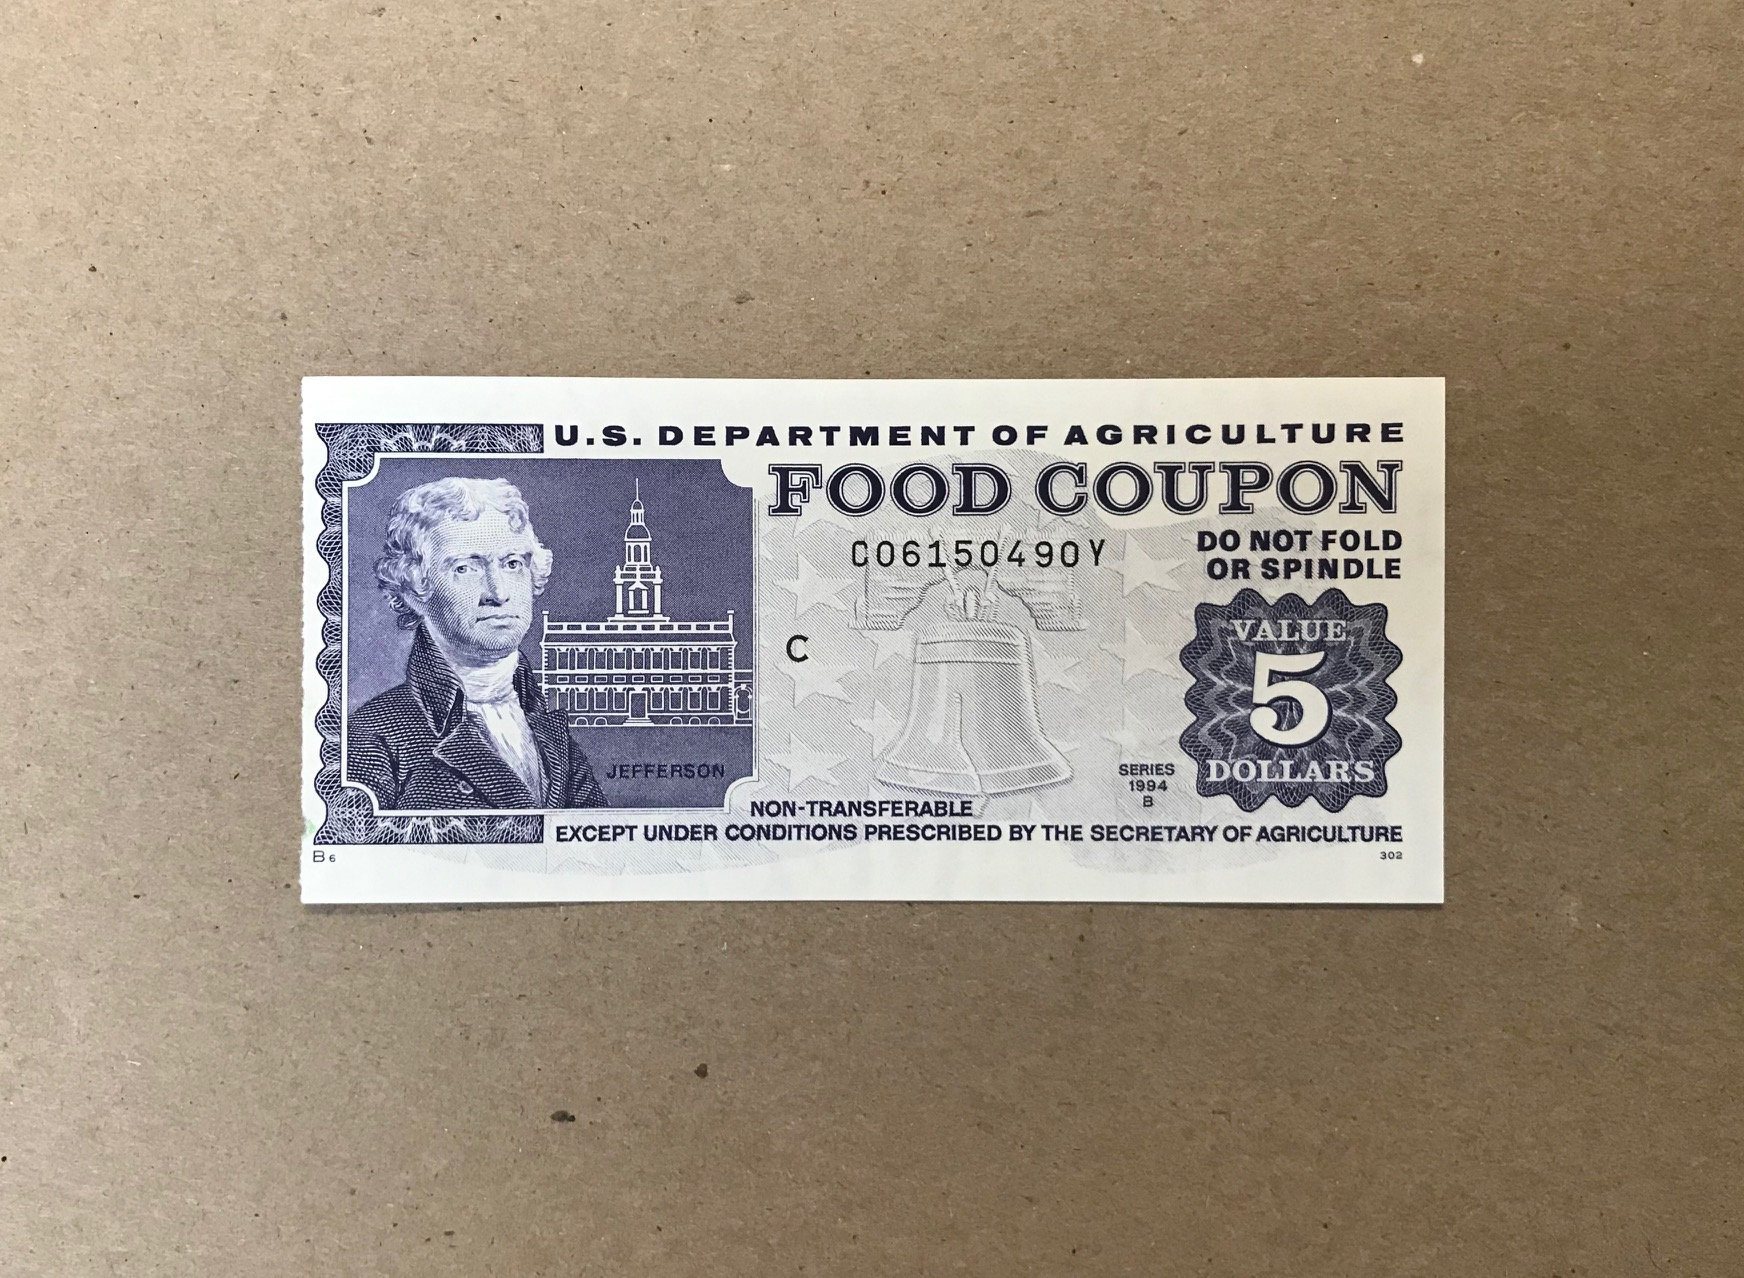 U.S. DEPARTMENT OF AGRICULTURE
FOOD COUPON
C06150490Y
DO NOT FOLD
OR SPINDLE
C
VALUE
5
DOLLARS
JEFFERSON
SERIES
1994
B
NON-TRANSFERABLE
EXCEPT UNDER CONDITIONS PRESCRIBED BY THE SECRETARY OF AGRICULTURE
B 6
302